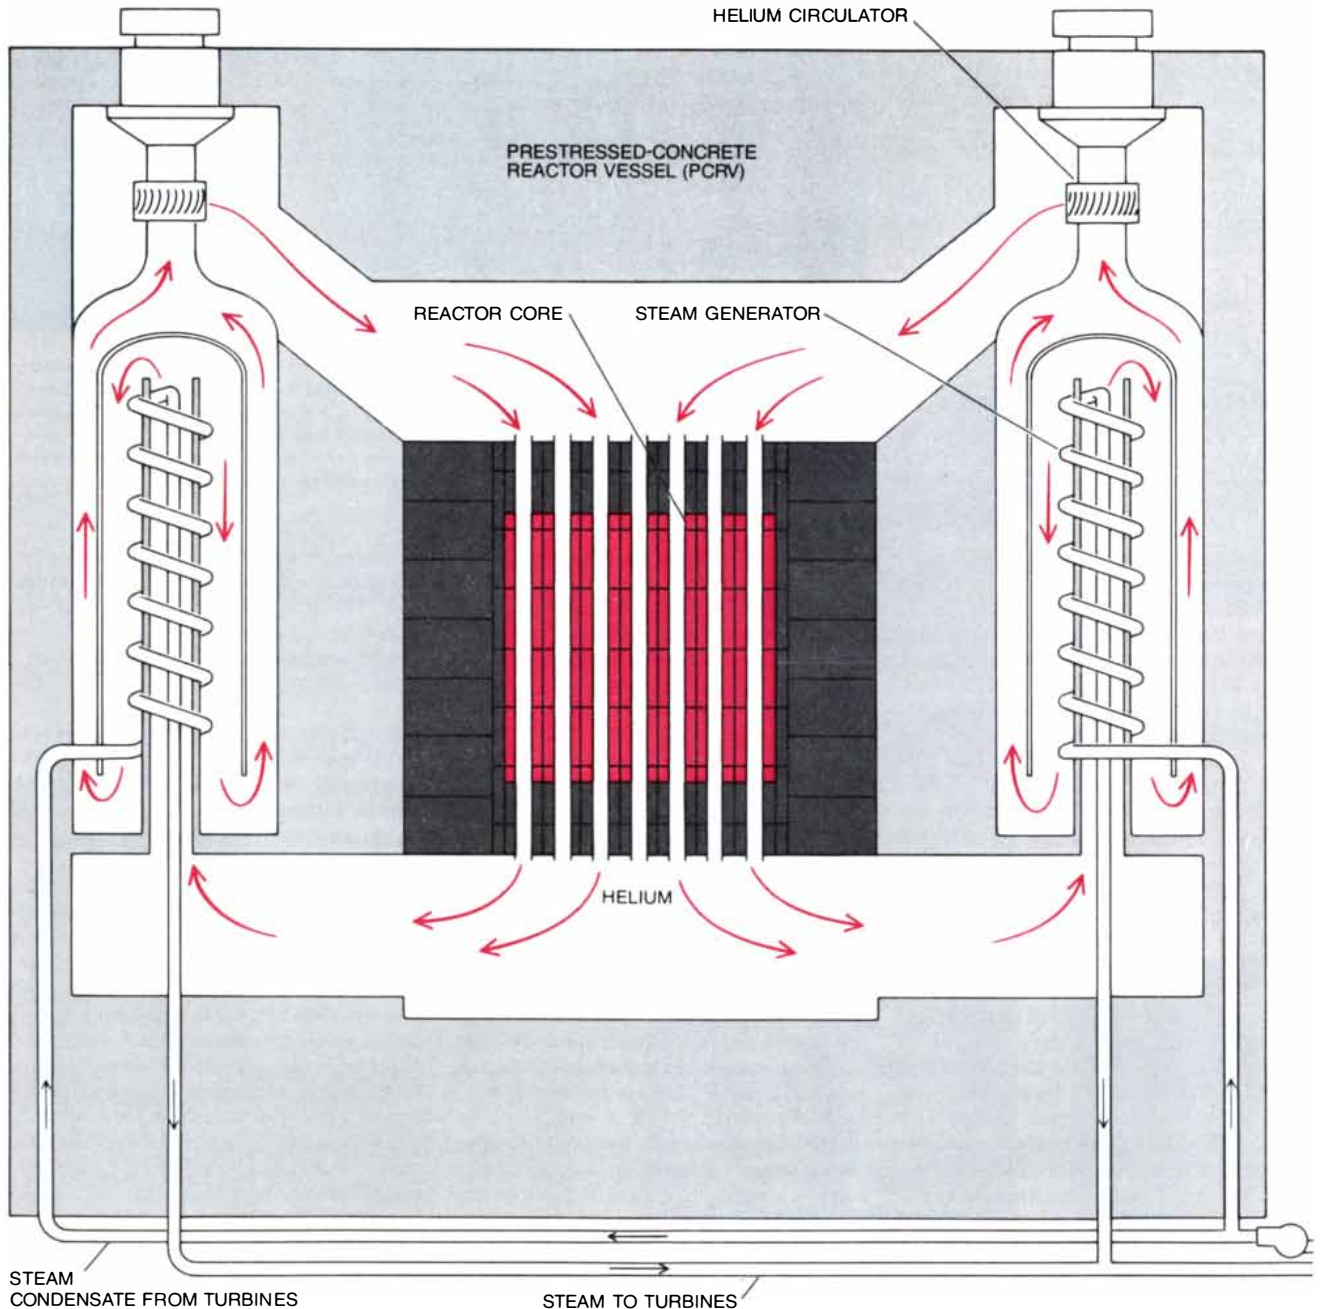 HELIUM CIRCULATOR
PRESTRESSED-CONCRETE
REACTOR VESSEL (PCRV)
REACTOR CORE
STEAM GENERATOR
HELIUM
STEAM
CONDENSATE FROM TURBINES
STEAM TO TURBINES